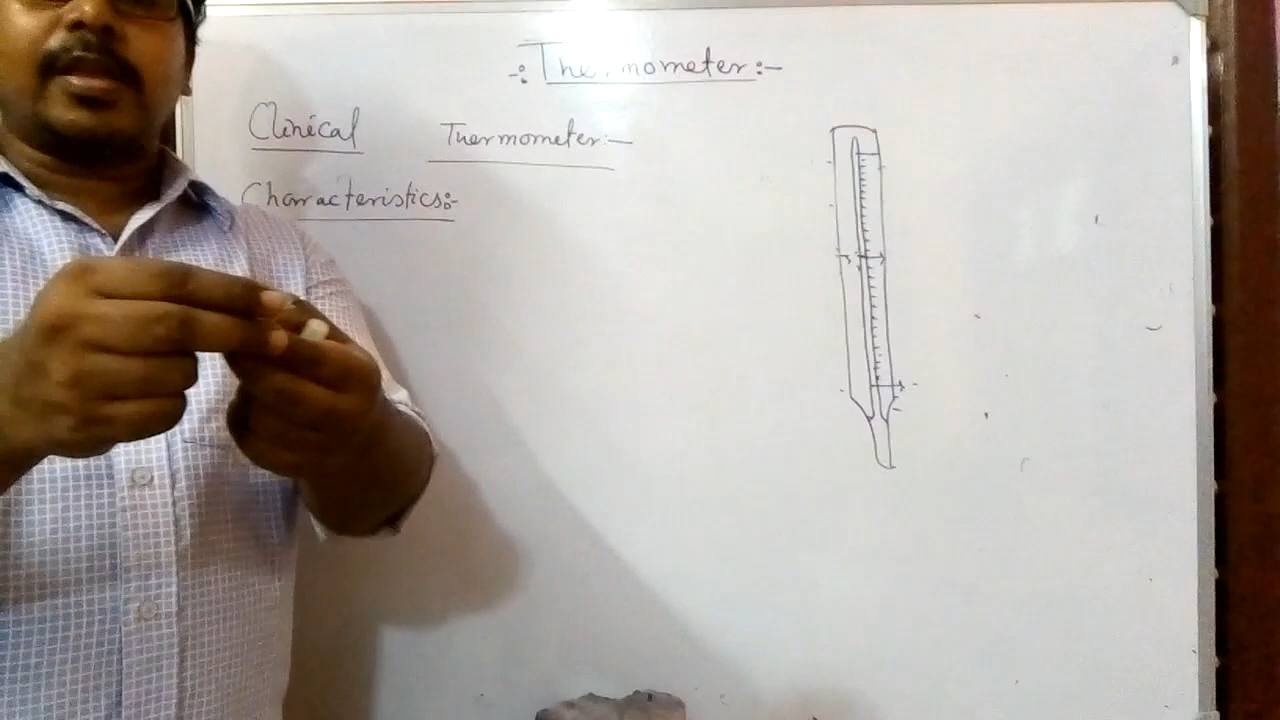 -: Thermometer :-
Clinical Thermometer:-
Characteristics:-